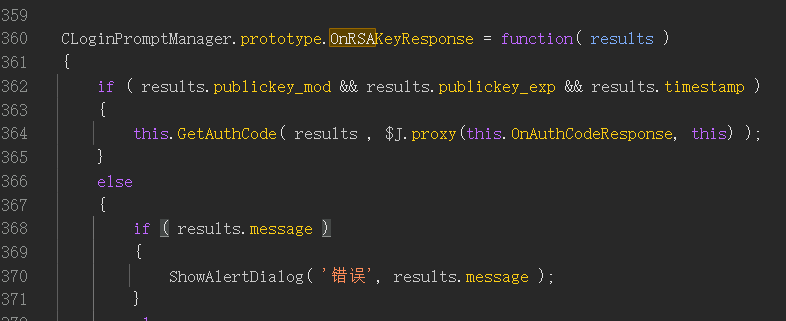 359
360 CLoginPromptManager.prototype.OnRSAKeyResponse = function( results )
361 {
362 if ( results.publickey_mod && results.publickey_exp && results.timestamp )
363 {
364 this.GetAuthCode( results , $J.proxy(this.OnAuthCodeResponse, this) );
365 }
366 else
367 {
368 if ( results.message )
369 {
370 ShowAlertDialog( '错误', results.message );
371 }